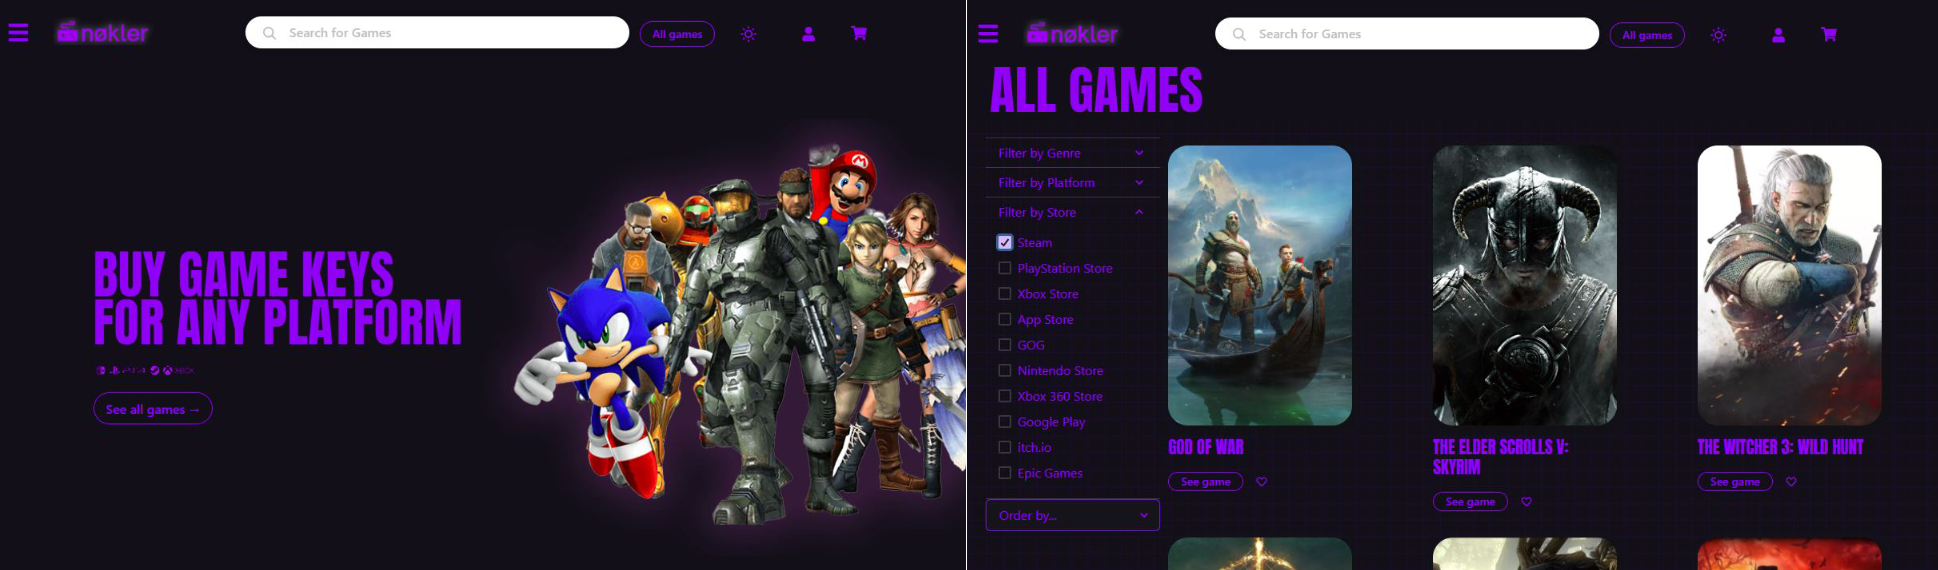 nøkler
Search for Games
All games
BUY GAME KEYS
FOR ANY PLATFORM
XBOX
See all games →
nøkler
Search for Games
All games
ALL GAMES
Filter by Genre
Filter by Platform
Filter by Store
Steam
PlayStation Store
Xbox Store
App Store
GOG
Nintendo Store
Xbox 360 Store
Google Play
itch.io
Epic Games
Order by...
GOD OF WAR
See game
THE ELDER SCROLLS V:
SKYRIM
See game
THE WITCHER 3: WILD HUNT
See game